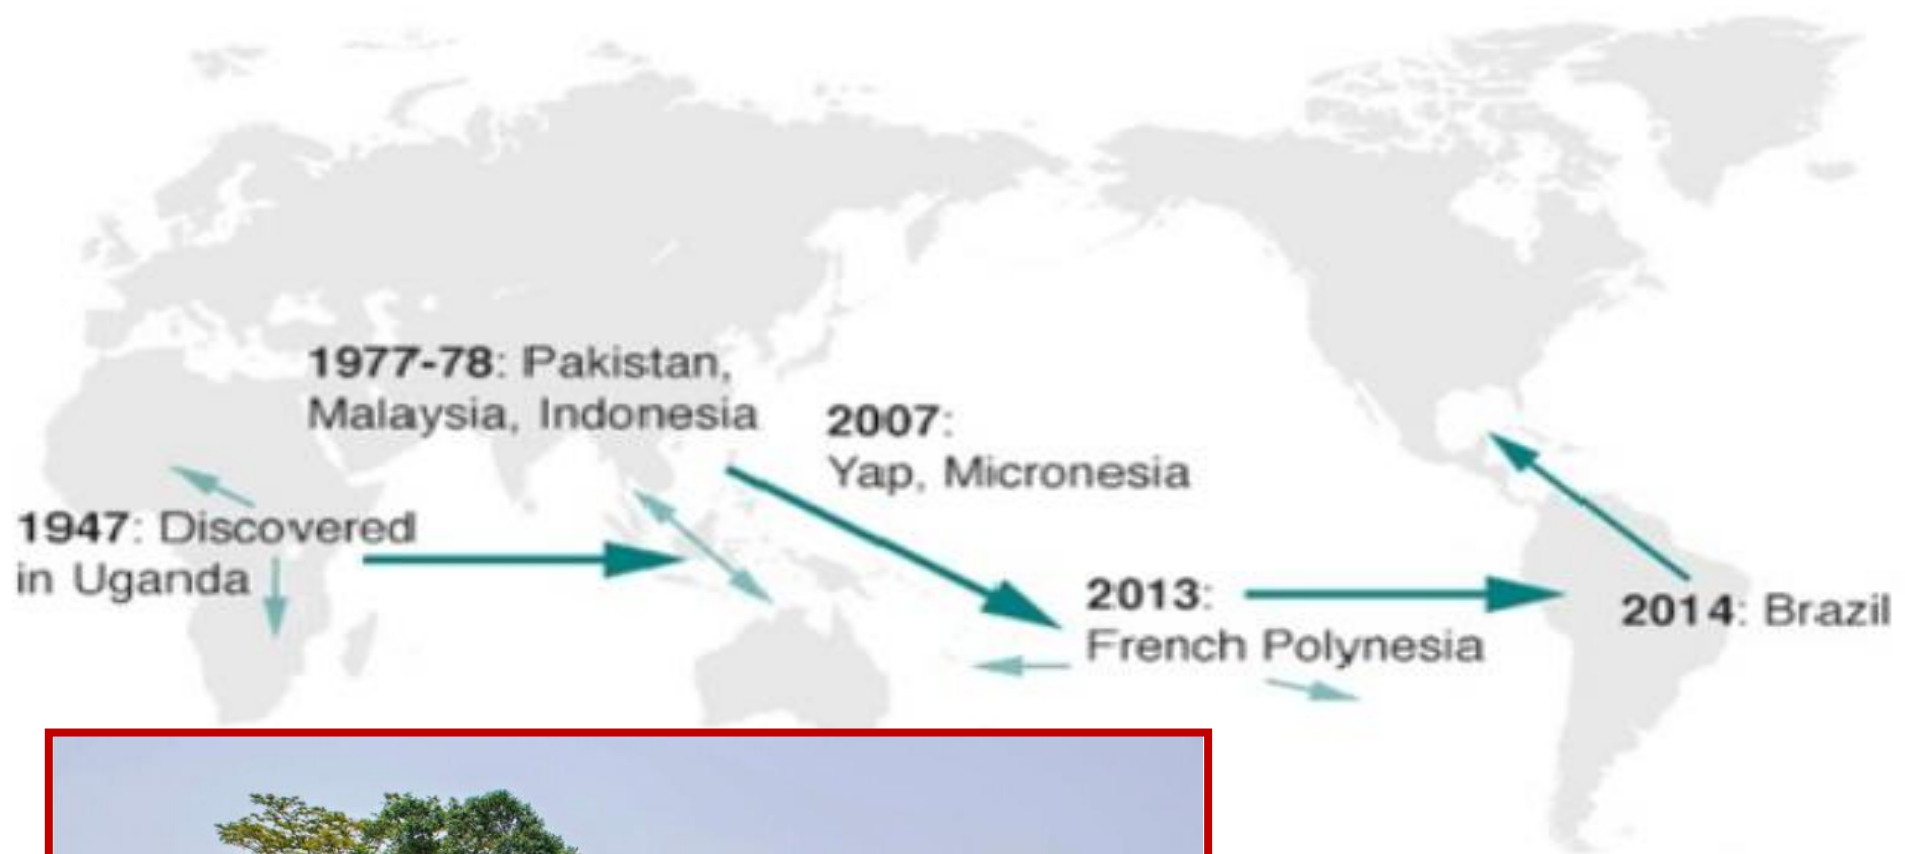 1977-78: Pakistan,
Malaysia, Indonesia
2007:
Yap, Micronesia
1947: Discovered
in Uganda
2013:
French Polynesia
2014: Brazil